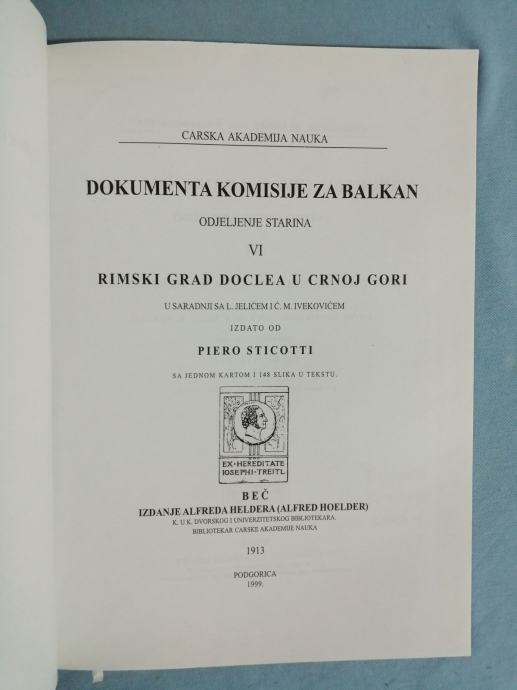 CARSKA AKADEMIJA NAUKA
DOKUMENTA KOMISIJE ZA BALKAN
ODJELJENJE STARINA
VI
RIMSKI GRAD DOCLEA U CRNOJ GORI
U SARADNJI SA L. JELIĆEM I Ć. M. IVEKOVIĆEM
IZDATO OD
PIERO STICOTTI
SA JEDNOM KARTOM I 148 SLIKA U TEKSTU.
EX·HEREDITATE
IOSEPHI·TREITL
BEČ
IZDANJE ALFREDA HELDERA (ALFRED HOELDER)
K. U K. DVORSKOG I UNIVERZITETSKOG BIBLIOTEKARA.
BIBLIOTEKAR CARSKE AKADEMIJE NAUKA
1913
PODGORICA
1999.